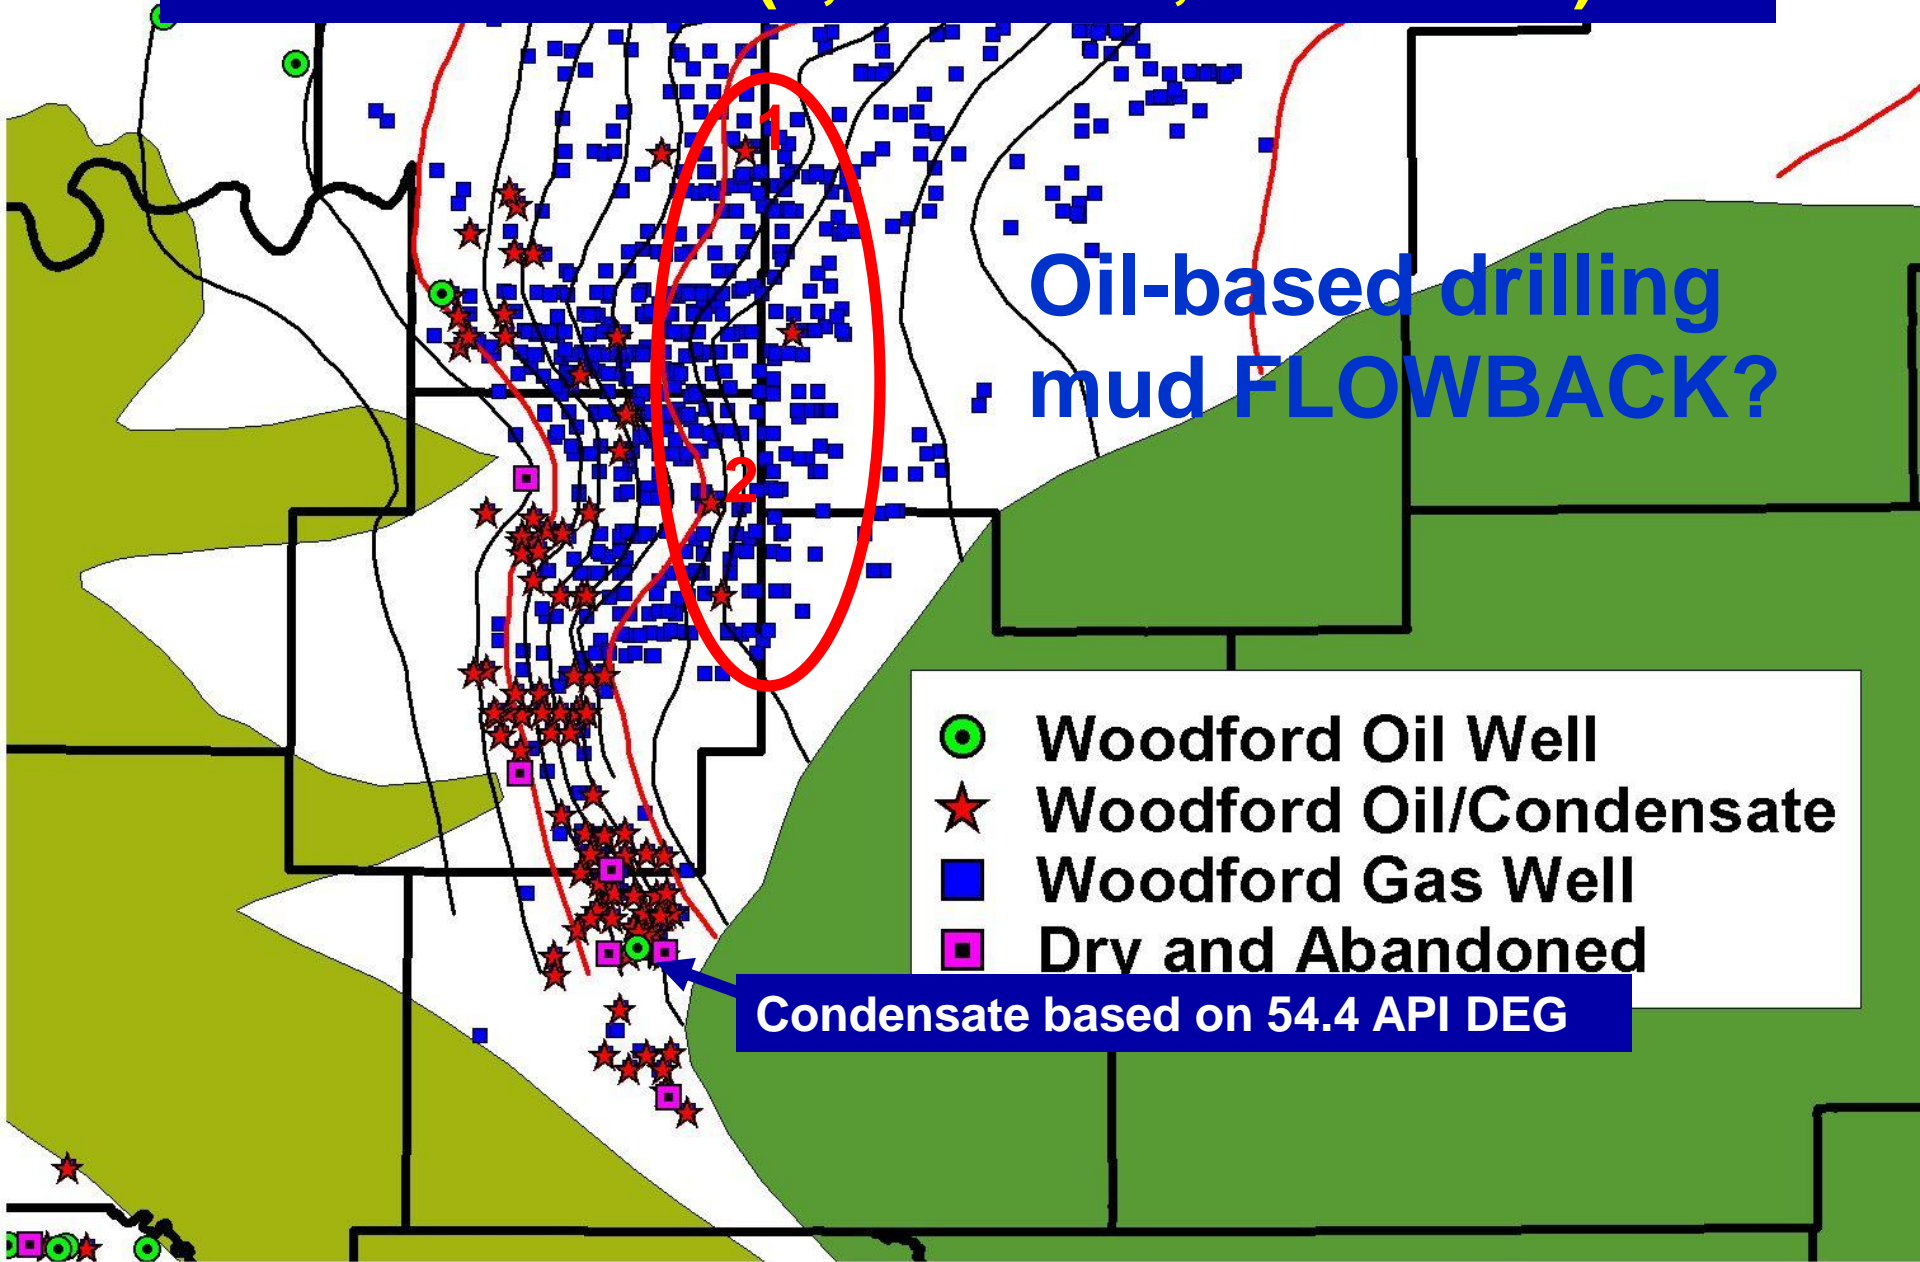 1
Oil-based drilling
mud FLOWBACK?
2
Woodford Oil Well
Woodford Oil/Condensate
Woodford Gas Well
Dry and Abandoned
Condensate based on 54.4 API DEG